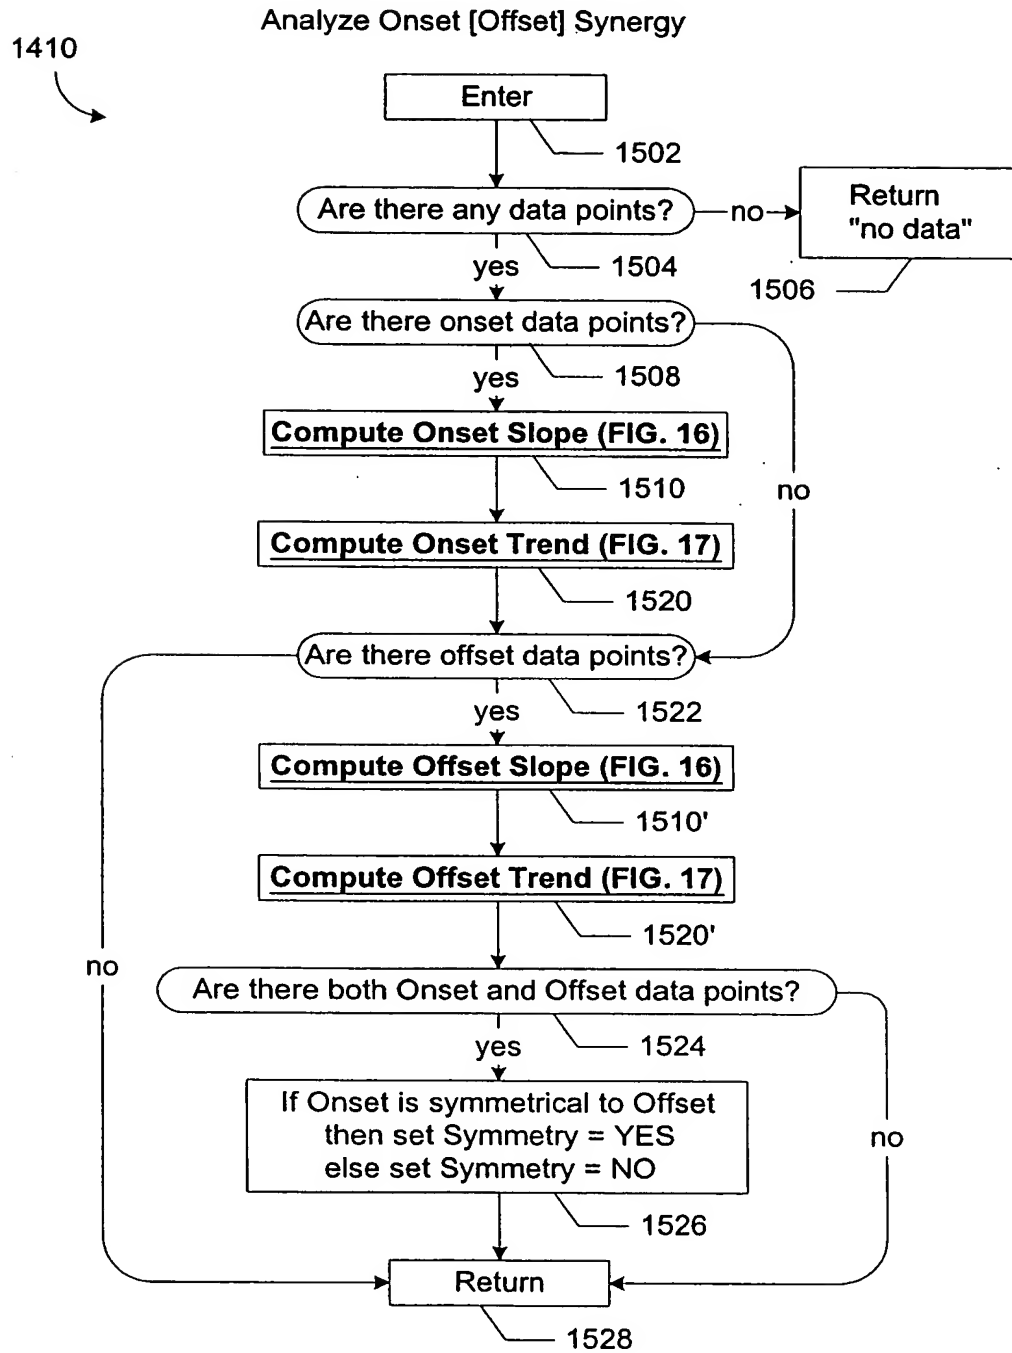 Analyze Onset [Offset] Synergy
1410
Enter
1502
Are there any data points?
no
Return
"no data"
1504
yes
1506
Are there onset data points?
1508
yes
Compute Onset Slope (FIG. 16)
1510
no
Compute Onset Trend (FIG. 17)
1520
Are there offset data points?
1522
yes
Compute Offset Slope (FIG. 16)
1510'
Compute Offset Trend (FIG. 17)
1520'
no
Are there both Onset and Offset data points?
1524
yes
If Onset is symmetrical to Offset
then set Symmetry = YES
else set Symmetry = NO
no
1526
Return
1528